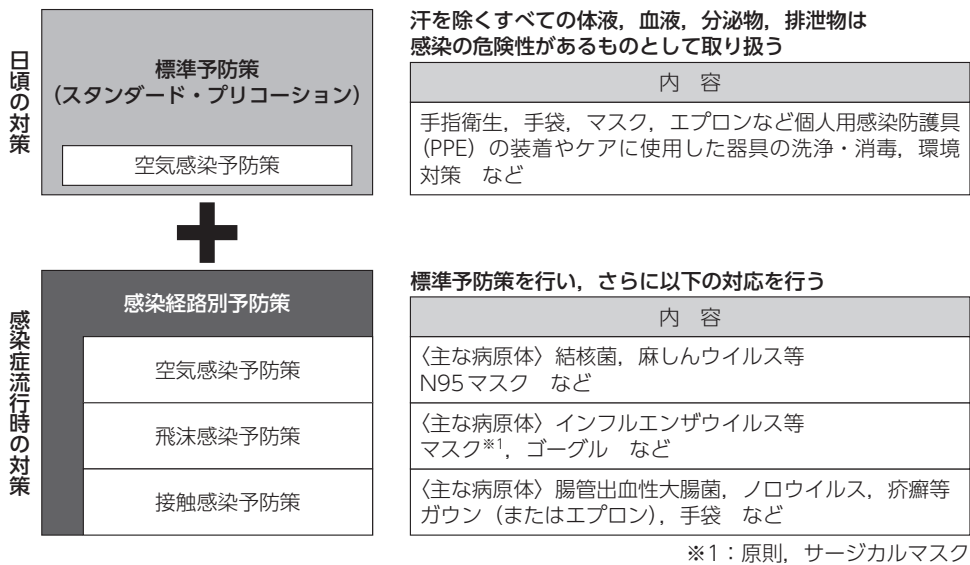 日頃の対策
標準予防策
(スタンダード・プリコーション)
空気感染予防策
汗を除くすべての体液,血液,分泌物,排泄物は
感染の危険性があるものとして取り扱う
内 容
手指衛生,手袋,マスク,エプロンなど個人用感染防護具
(PPE)の装着やケアに使用した器具の洗浄・消毒,環境
対策 など
感染症流行時の対策
感染経路別予防策
空気感染予防策
飛沫感染予防策
接触感染予防策
標準予防策を行い,さらに以下の対応を行う
内 容
〈主な病原体〉結核菌,麻しんウイルス等
N95マスク など
〈主な病原体〉インフルエンザウイルス等
マスク※1,ゴーグル など
〈主な病原体〉腸管出血性大腸菌,ノロウイルス,疥癬等
ガウン(またはエプロン),手袋 など
※1:原則,サージカルマスク